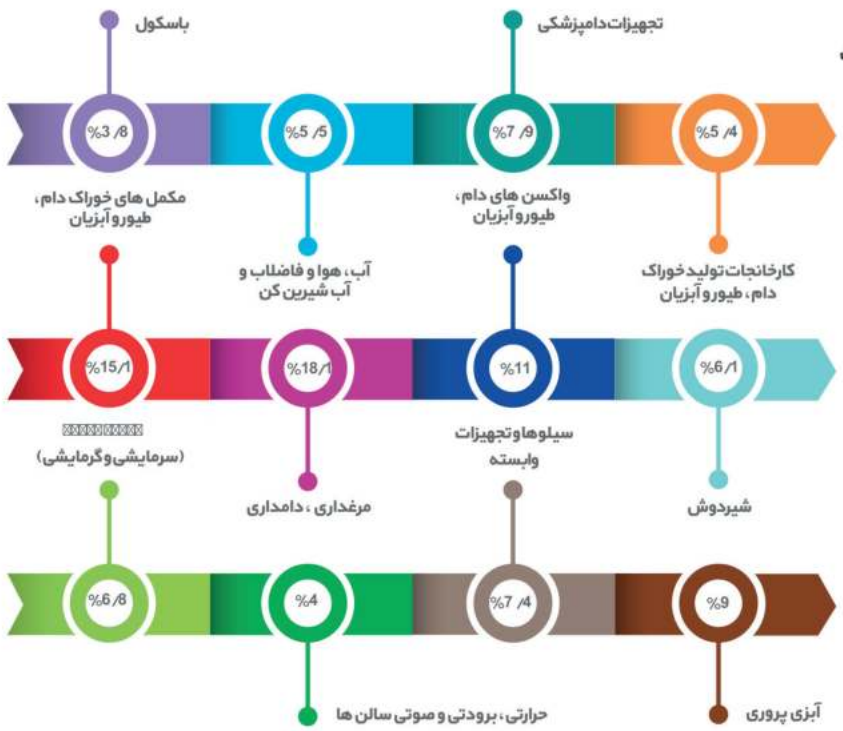 تجهیزات دامپزشکی
باسکول
%5/4
%7/9
%5/5
%3/8
کارخانجات تولید خوراک
دام، طیور و آبزیان
واکسن های دام،
طیور و آبزیان
آب، هوا و فاضلاب و
آب شیرین کن
مکمل های خوراک دام،
طیور و آبزیان
%6/1
%11
%18/1
%15/1
شیردوش
سیلوها و تجهیزات
وابسته
مرغداری ، دامداری
(سرمایشی و گرمایشی)
%9
%7/4
%4
%6/8
آبزی پروری
حرارتی، برودتی و صوتی سالن ها